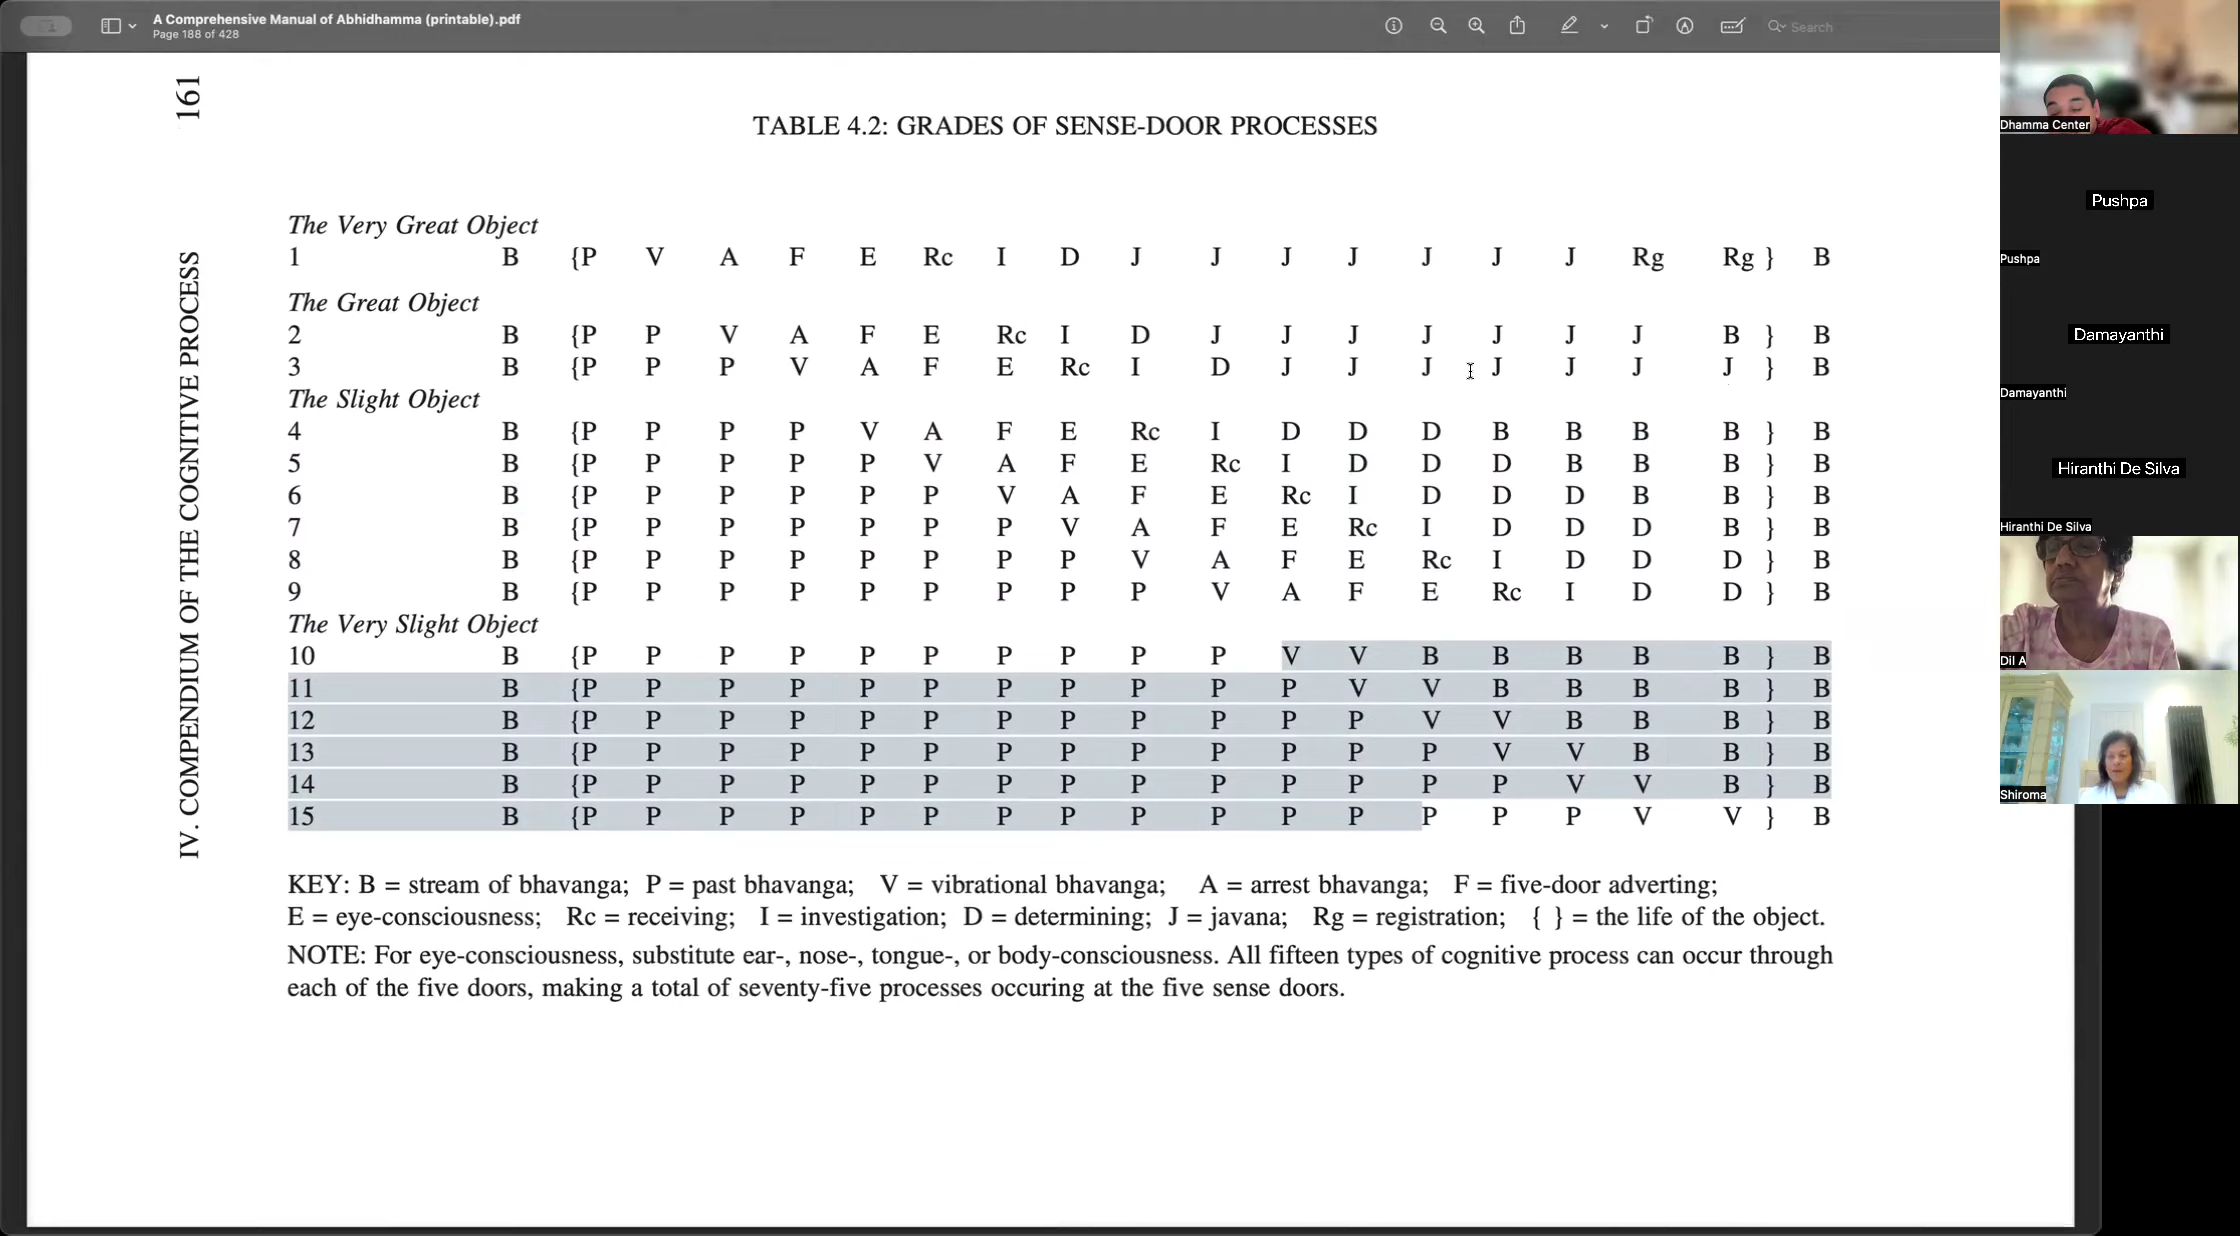 A Comprehensive Manual of Abhidhamma (printable).pdf
Page 188 of 428
Search
161
IV. COMPENDIUM OF THE COGNITIVE PROCESS
TABLE 4.2: GRADES OF SENSE-DOOR PROCESSES
The Very Great Object
1 B {P V A F E Rc I D J J J J J J J Rg Rg } B
The Great Object
2 B {P P V A F E Rc I D J J J J J J J B } B
3 B {P P P V A F E Rc I D J J J J J J J } B
The Slight Object
4 B {P P P P V A F E Rc I D D D B B B B } B
5 B {P P P P P V A F E Rc I D D D B B B } B
6 B {P P P P P P V A F E Rc I D D D B B } B
7 B {P P P P P P P V A F E Rc I D D D B } B
8 B {P P P P P P P P V A F E Rc I D D D } B
9 B {P P P P P P P P P V A F E Rc I D D } B
The Very Slight Object
10 B {P P P P P P P P P P V V B B B B B } B
11 B {P P P P P P P P P P P V V B B B B } B
12 B {P P P P P P P P P P P P V V B B B } B
13 B {P P P P P P P P P P P P P V V B B } B
14 B {P P P P P P P P P P P P P P V V B } B
15 B {P P P P P P P P P P P P P P P V V } B
KEY: B = stream of bhavanga; P = past bhavanga; V = vibrational bhavanga; A = arrest bhavanga; F = five-door adverting;
E = eye-consciousness; Rc = receiving; I = investigation; D = determining; J = javana; Rg = registration; { } = the life of the object.
NOTE: For eye-consciousness, substitute ear-, nose-, tongue-, or body-consciousness. All fifteen types of cognitive process can occur through
each of the five doors, making a total of seventy-five processes occuring at the five sense doors.
Dhamma Center
Pushpa
Pushpa
Damayanthi
Damayanthi
Hiranthi De Silva
Hiranthi De Silva
Dil A
Shiroma